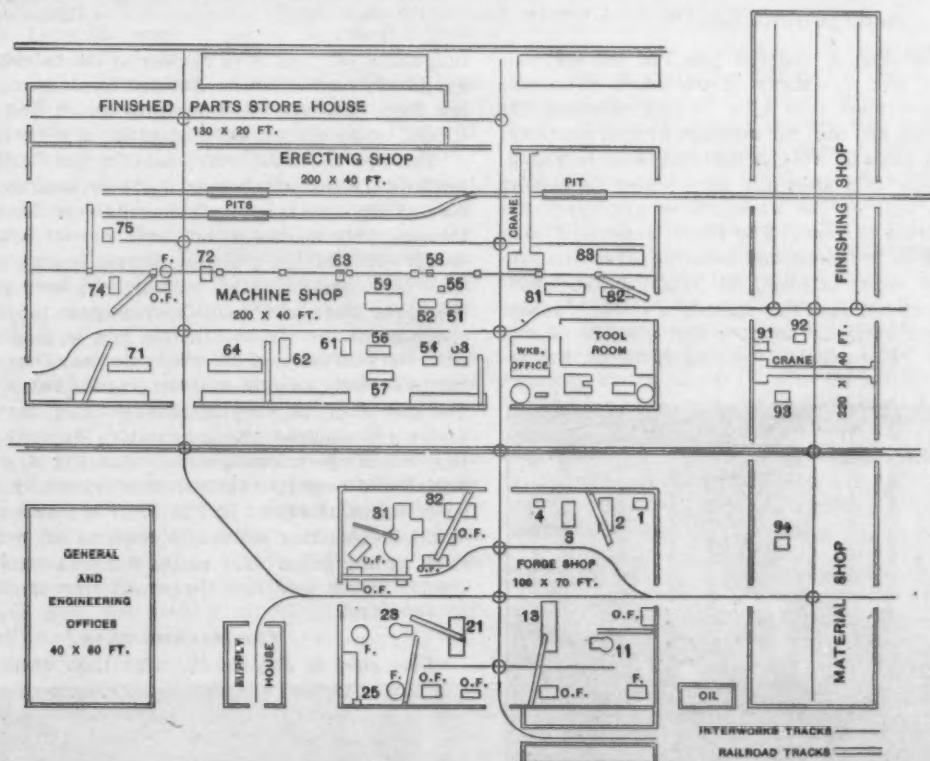 FINISHED PARTS STORE HOUSE
130 X 20 FT.
ERECTING SHOP
200 X 40 FT.
PITS
PIT
CRANE
FINISHING SHOP
75
F.
72
68
58
83
74
O.F.
59
55
81
82
MACHINE SHOP
200 X 40 FT.
52
51
71
64
62
61
56
54
57
WKS.
OFFICE
TOOL
ROOM
91
92
CRANE
93
220 X 40 FT.
GENERAL
AND
ENGINEERING
OFFICES
40 X 60 FT.
SUPPLY
HOUSE
31
32
O.F.
O.F.
O.F.
O.F.
4
3
2
1
FORGE SHOP
100 X 70 FT.
94
MATERIAL SHOP
23
21
F.
25
F.
O.F.
O.F.
13
11
O.F.
O.F.
F.
OIL
INTERWORKS TRACKS
RAILROAD TRACKS